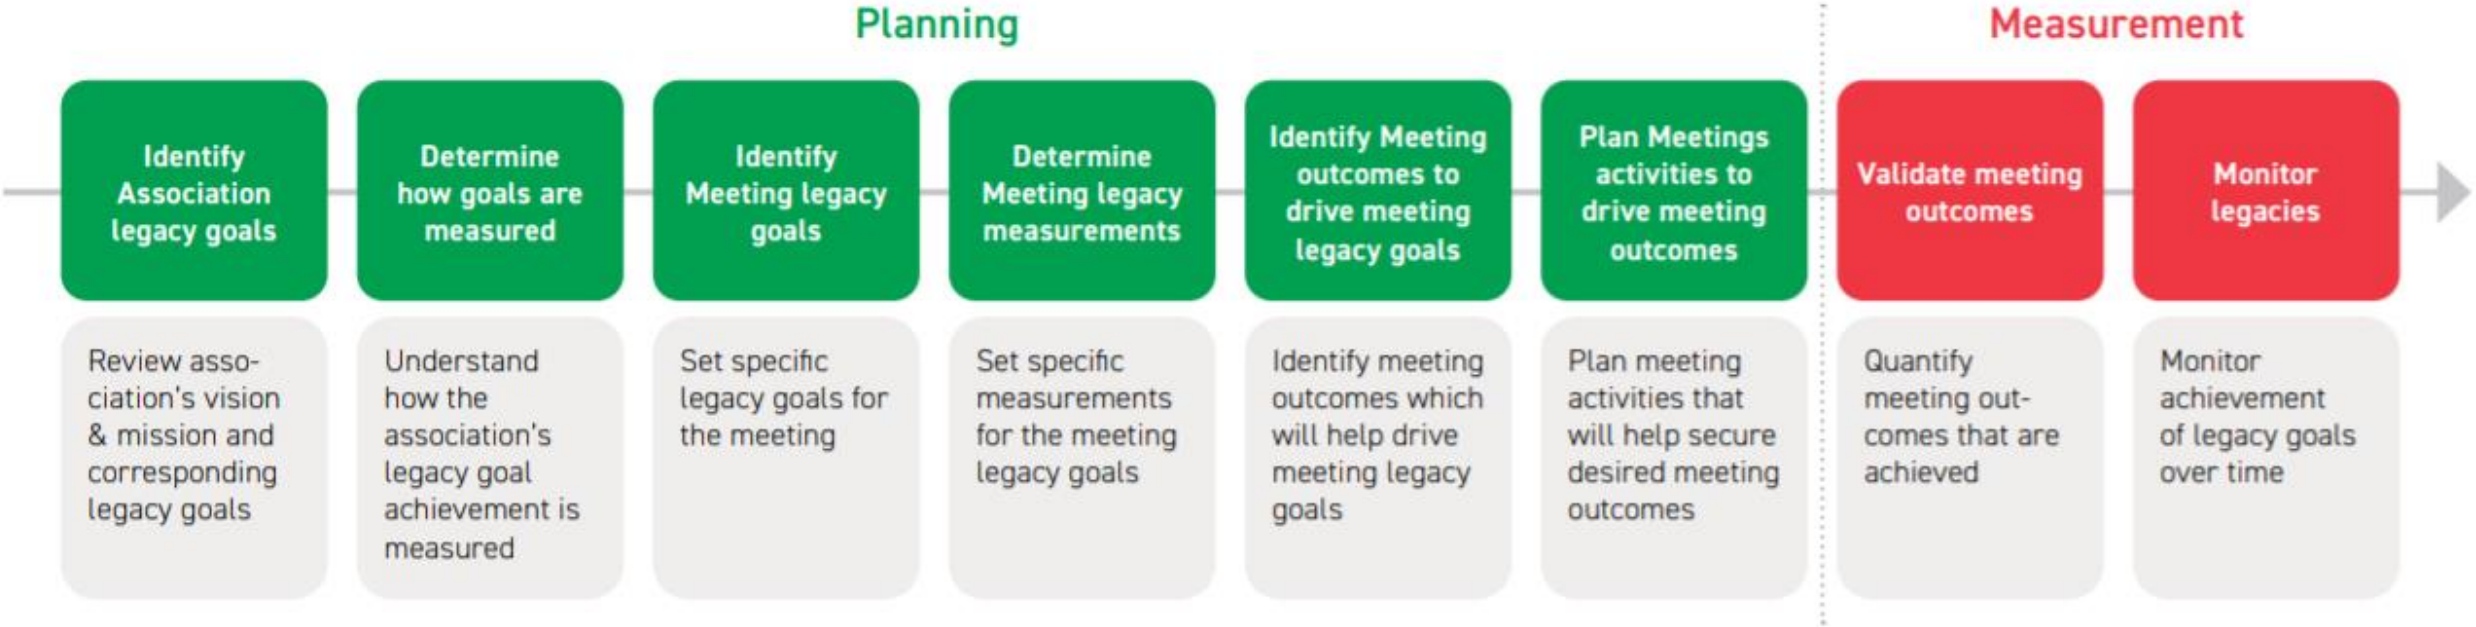 Planning
Measurement
Identify
Association
legacy goals
Determine
how goals are
measured
Identify
Meeting legacy
goals
Determine
Meeting legacy
measurements
Identify Meeting
outcomes to
drive meeting
legacy goals
Plan Meetings
activities to
drive meeting
outcomes
Validate meeting
outcomes
Monitor
legacies
Review asso-
ciation's vision
& mission and
corresponding
legacy goals
Understand
how the
association's
legacy goal
achievement is
measured
Set specific
legacy goals for
the meeting
Set specific
measurements
for the meeting
legacy goals
Identify meeting
outcomes which
will help drive
meeting legacy
goals
Plan meeting
activities that
will help secure
desired meeting
outcomes
Quantify
meeting out-
comes that are
achieved
Monitor
achievement
of legacy goals
over time